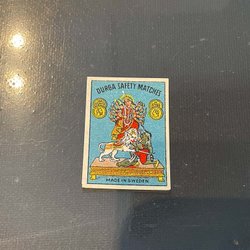 DURGA SAFETY MATCHES
MADE IN SWEDEN